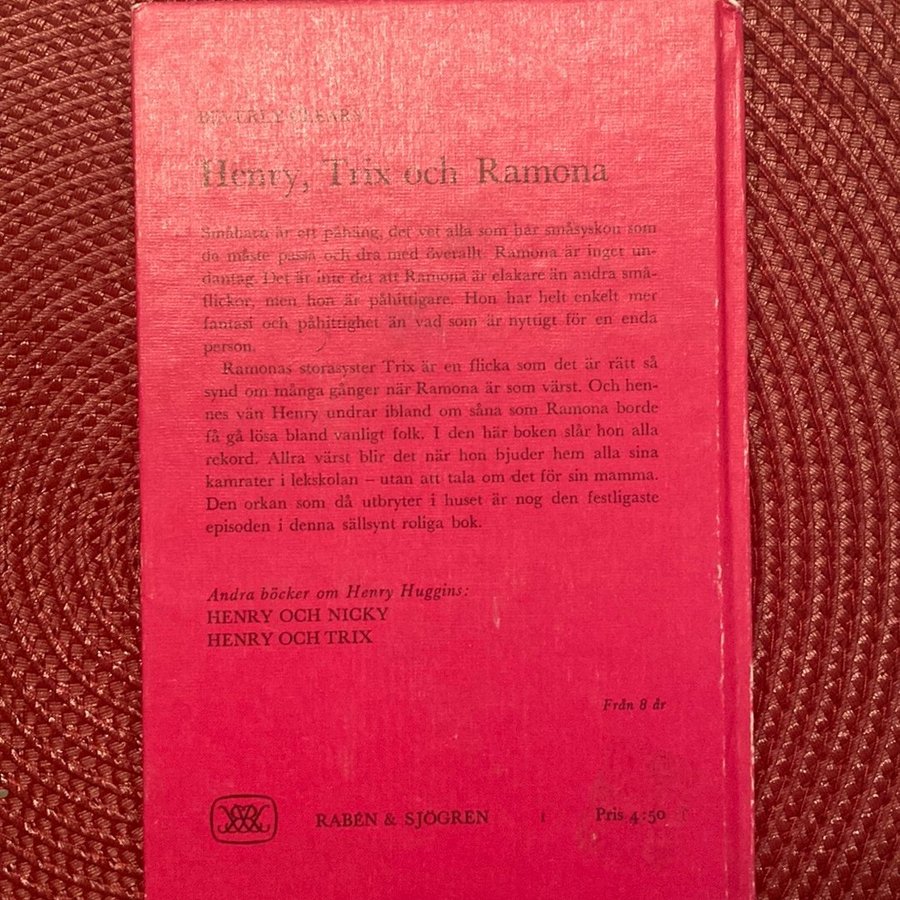 BEVERLY CLEARY
Henry, Trix och Ramona
Småbarn är ett påhäng, det vet alla som har småsyskon som
de måste passa och dra med överallt. Ramona är inget un-
dantag. Det är inte det att Ramona är elakare än andra små-
flickor, men hon är påhittigare. Hon har helt enkelt mer
fantasi och påhittighet än vad som är nyttigt för en enda
person.
Ramonas storasyster Trix är en flicka som det är rätt så
synd om många gånger när Ramona är som värst. Och hen-
nes vän Henry undrar ibland om såna som Ramona borde
få gå lösa bland vanligt folk. I den här boken slår hon alla
rekord. Allra värst blir det när hon bjuder hem alla sina
kamrater i lekskolan – utan att tala om det för sin mamma.
Den orkan som då utbryter i huset är nog den festligaste
episoden i denna sällsynt roliga bok.
Andra böcker om Henry Huggins:
HENRY OCH NICKY
HENRY OCH TRIX
Från 8 år
RABÉN & SJÖGREN
Pris 4:50